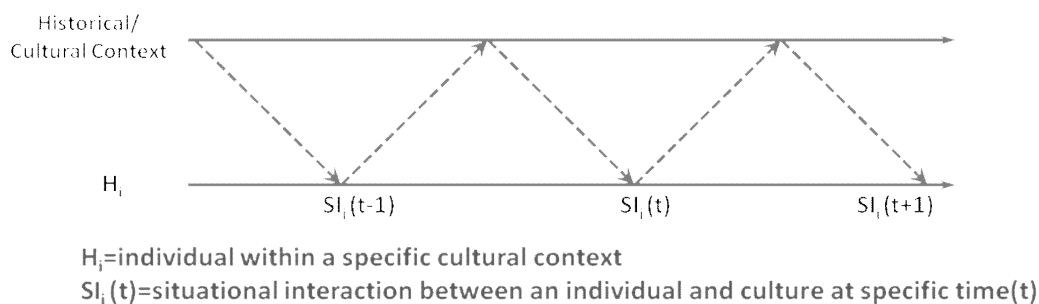 Historical/
Cultural Context
Hᵢ
SIᵢ(t-1)
SIᵢ(t)
SIᵢ(t+1)
Hᵢ=individual within a specific cultural context
SIᵢ (t)=situational interaction between an individual and culture at specific time(t)